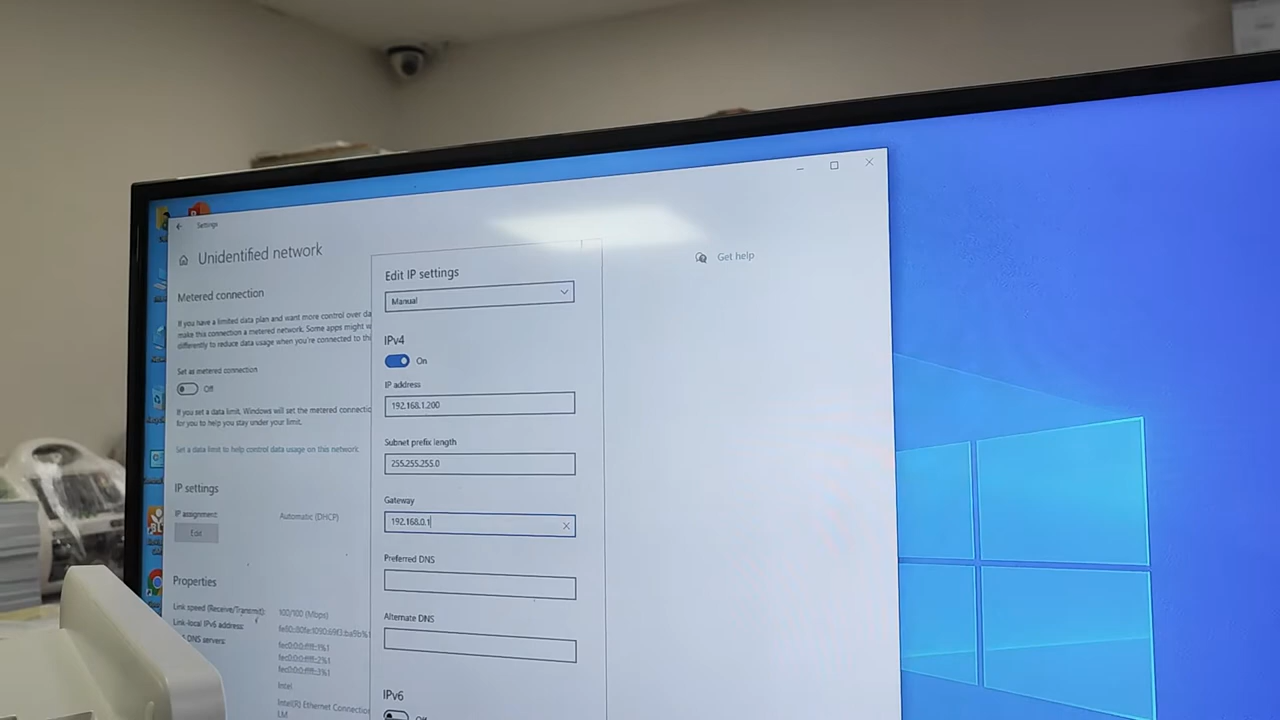 Settings
Unidentified network
Metered connection
If you have a limited data plan and want more control over da
make this connection a metered network. Some apps might w
differently to reduce data usage when you're connected to thi
Set as metered connection
Off
If you set a data limit, Windows will set the metered connectio
for you to help you stay under your limit.
Set a data limit to help control data usage on this network.
IP settings
IP assignment:
Automatic (DHCP)
Edit
Properties
Link speed (Receive/Transmit):
100/100 (Mbps)
Link-local IPv6 address:
DNS servers:
Intel
Intel(R) Ethernet Connection
LM
Edit IP settings
Manual
IPv4
On
IP address
192.168.1.200
Subnet prefix length
255.255.255.0
Gateway
192.168.0.1
Preferred DNS
Alternate DNS
IPv6
Get help